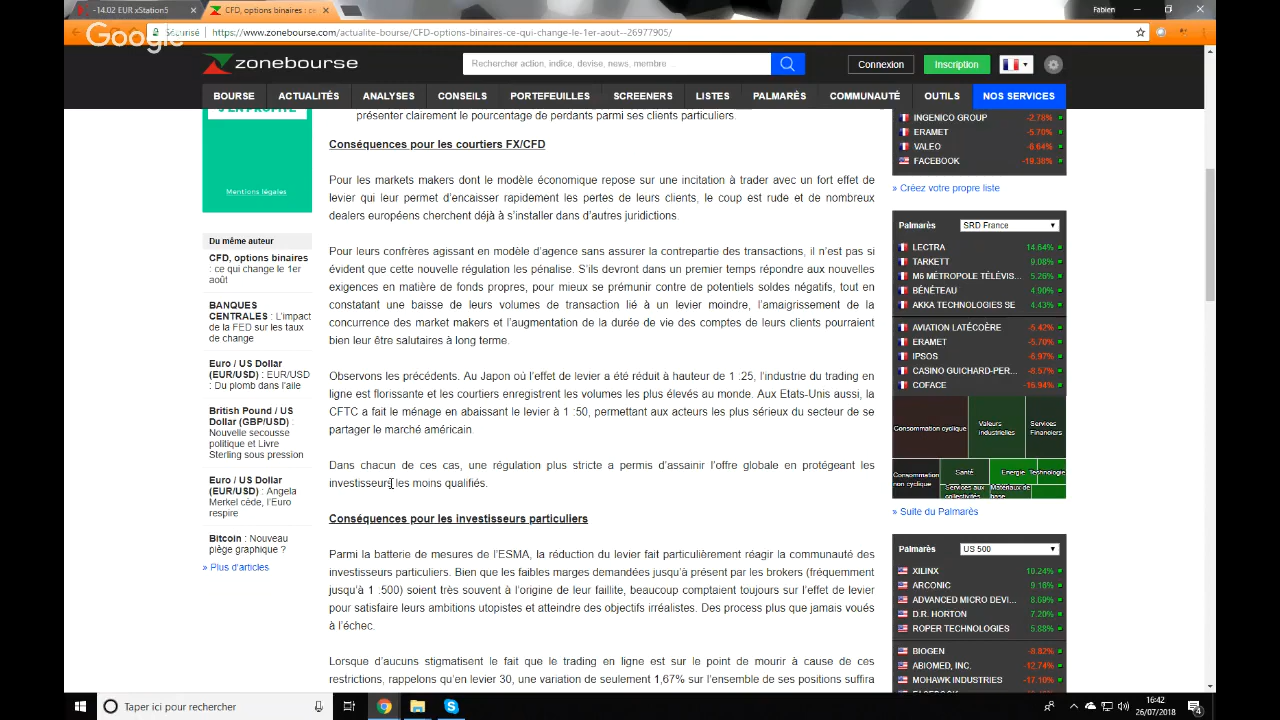 -14.02 EUR xStation5
CFD, options binaires : ce
Fabien
Google
Sécurisé
https://www.zonebourse.com/actualite-bourse/CFD-options-binaires-ce-qui-change-le-1er-aout--26977905/
zonebourse
Rechercher action, indice, devise, news, membre ...
Connexion
Inscription
BOURSE ACTUALITÉS ANALYSES CONSEILS PORTEFEUILLES SCREENERS LISTES PALMARÈS COMMUNAUTÉ OUTILS NOS SERVICES
J'EN PROFITE
Mentions légales
Du même auteur
CFD, options binaires
: ce qui change le 1er
août
BANQUES
CENTRALES : L'impact
de la FED sur les taux
de change
Euro / US Dollar
(EUR/USD) : EUR/USD
: Du plomb dans l'aile
British Pound / US
Dollar (GBP/USD) :
Nouvelle secousse
politique et Livre
Sterling sous pression
Euro / US Dollar
(EUR/USD) : Angela
Merkel cède, l'Euro
respire
Bitcoin : Nouveau
piège graphique ?
» Plus d'articles
présenter clairement le pourcentage de perdants parmi ses clients particuliers.
Conséquences pour les courtiers FX/CFD
Pour les markets makers dont le modèle économique repose sur une incitation à trader avec un fort effet de
levier qui leur permet d'encaisser rapidement les pertes de leurs clients, le coup est rude et de nombreux
dealers européens cherchent déjà à s'installer dans d'autres juridictions.
Pour leurs confrères agissant en modèle d'agence sans assurer la contrepartie des transactions, il n'est pas si
évident que cette nouvelle régulation les pénalise. S'ils devront dans un premier temps répondre aux nouvelles
exigences en matière de fonds propres, pour mieux se prémunir contre de potentiels soldes négatifs, tout en
constatant une baisse de leurs volumes de transaction lié à un levier moindre, l'amaigrissement de la
concurrence des market makers et l'augmentation de la durée de vie des comptes de leurs clients pourraient
bien leur être salutaires à long terme.
Observons les précédents. Au Japon où l'effet de levier a été réduit à hauteur de 1 :25, l'industrie du trading en
ligne est florissante et les courtiers enregistrent les volumes les plus élevés au monde. Aux Etats-Unis aussi, la
CFTC a fait le ménage en abaissant le levier à 1 :50, permettant aux acteurs les plus sérieux du secteur de se
partager le marché américain.
Dans chacun de ces cas, une régulation plus stricte a permis d'assainir l'offre globale en protégeant les
investisseurs les moins qualifiés.
Conséquences pour les investisseurs particuliers
Parmi la batterie de mesures de l'ESMA, la réduction du levier fait particulièrement réagir la communauté des
investisseurs particuliers. Bien que les faibles marges demandées jusqu'à présent par les brokers (fréquemment
jusqu'à 1 :500) soient très souvent à l'origine de leur faillite, beaucoup comptaient toujours sur l'effet de levier
pour satisfaire leurs ambitions utopistes et atteindre des objectifs irréalistes. Des process plus que jamais voués
à l'échec.
Lorsque d'aucuns stigmatisent le fait que le trading en ligne est sur le point de mourir à cause de ces
restrictions, rappelons qu'en levier 30, une variation de seulement 1,67% sur l'ensemble de ses positions suffira
INGENICO GROUP -2.78%
ERAMET -5.70%
VALEO
FACEBOOK -19.38%
» Créez votre propre liste
Palmarès SRD France
LECTRA 14.64%
TARKETT 9.08%
M6 MÉTROPOLE TÉLÉVIS... 5.26%
BÉNÉTEAU 4.90%
AKKA TECHNOLOGIES SE 4.43%
AVIATION LATÉCOÈRE -5.42%
ERAMET -5.70%
IPSOS -6.97%
CASINO GUICHARD-PER... -8.57%
COFACE -16.94%
Consommation cyclique
Valeurs
industrielles
Services
Financiers
Consommation
non cyclique
Santé
Energie
Technologie
Services aux
collectivités
Matériaux de
base
» Suite du Palmarès
Palmarès US 500
XILINX 10.24%
ARCONIC 9.18%
ADVANCED MICRO DEVI... 8.69%
D.R. HORTON 7.20%
ROPER TECHNOLOGIES 5.88%
BIOGEN -8.82%
ABIOMED, INC. -12.74%
MOHAWK INDUSTRIES -17.10%
Taper ici pour rechercher
16:42
26/07/2018
4